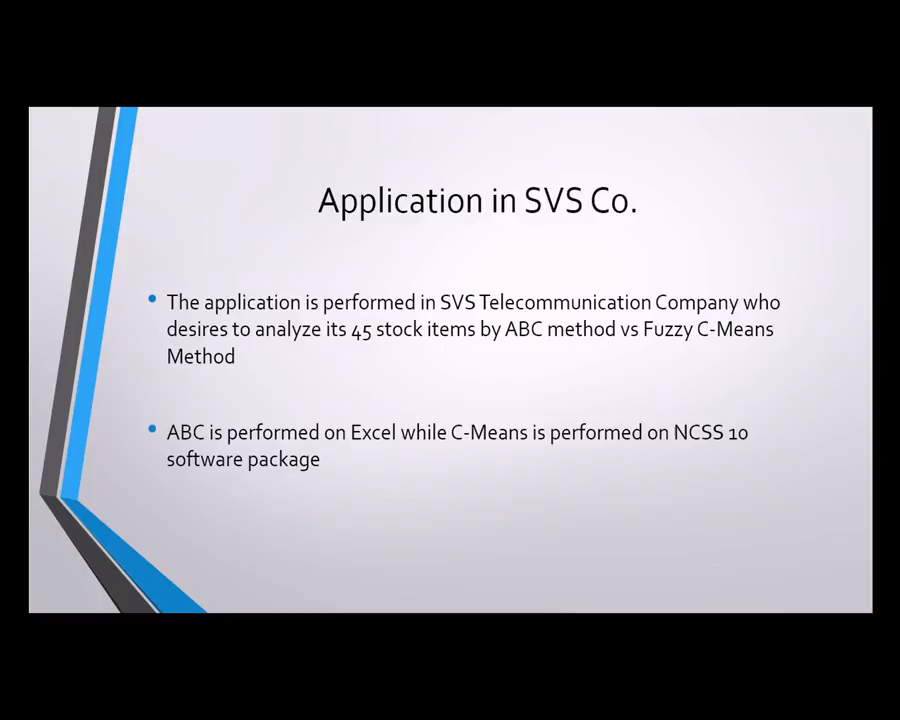 Application in SVS Co.
• The application is performed in SVS Telecommunication Company who
desires to analyze its 45 stock items by ABC method vs Fuzzy C-Means
Method
• ABC is performed on Excel while C-Means is performed on NCSS 10
software package